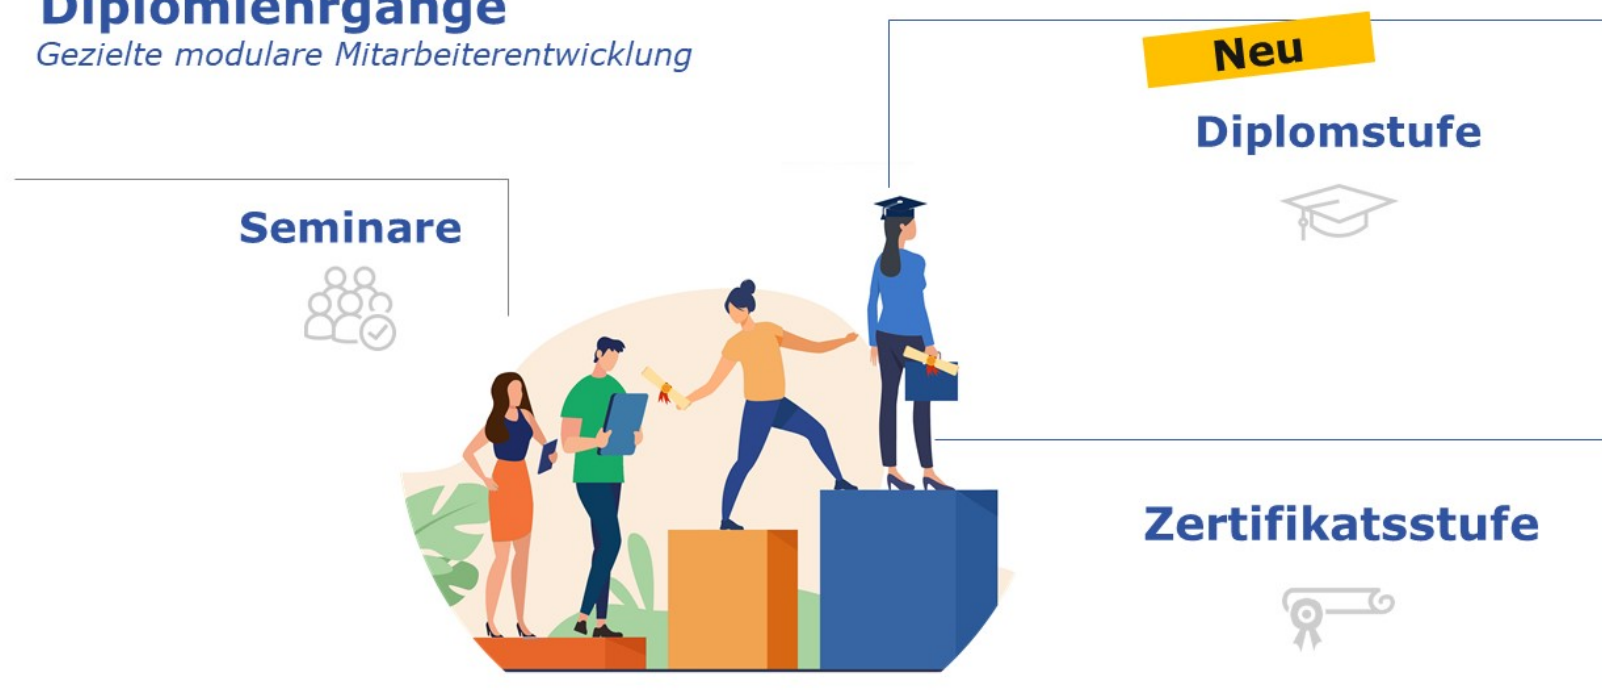 Diplomlehrgänge
Gezielte modulare Mitarbeiterentwicklung
Neu
Diplomstufe
Seminare
Zertifikatsstufe